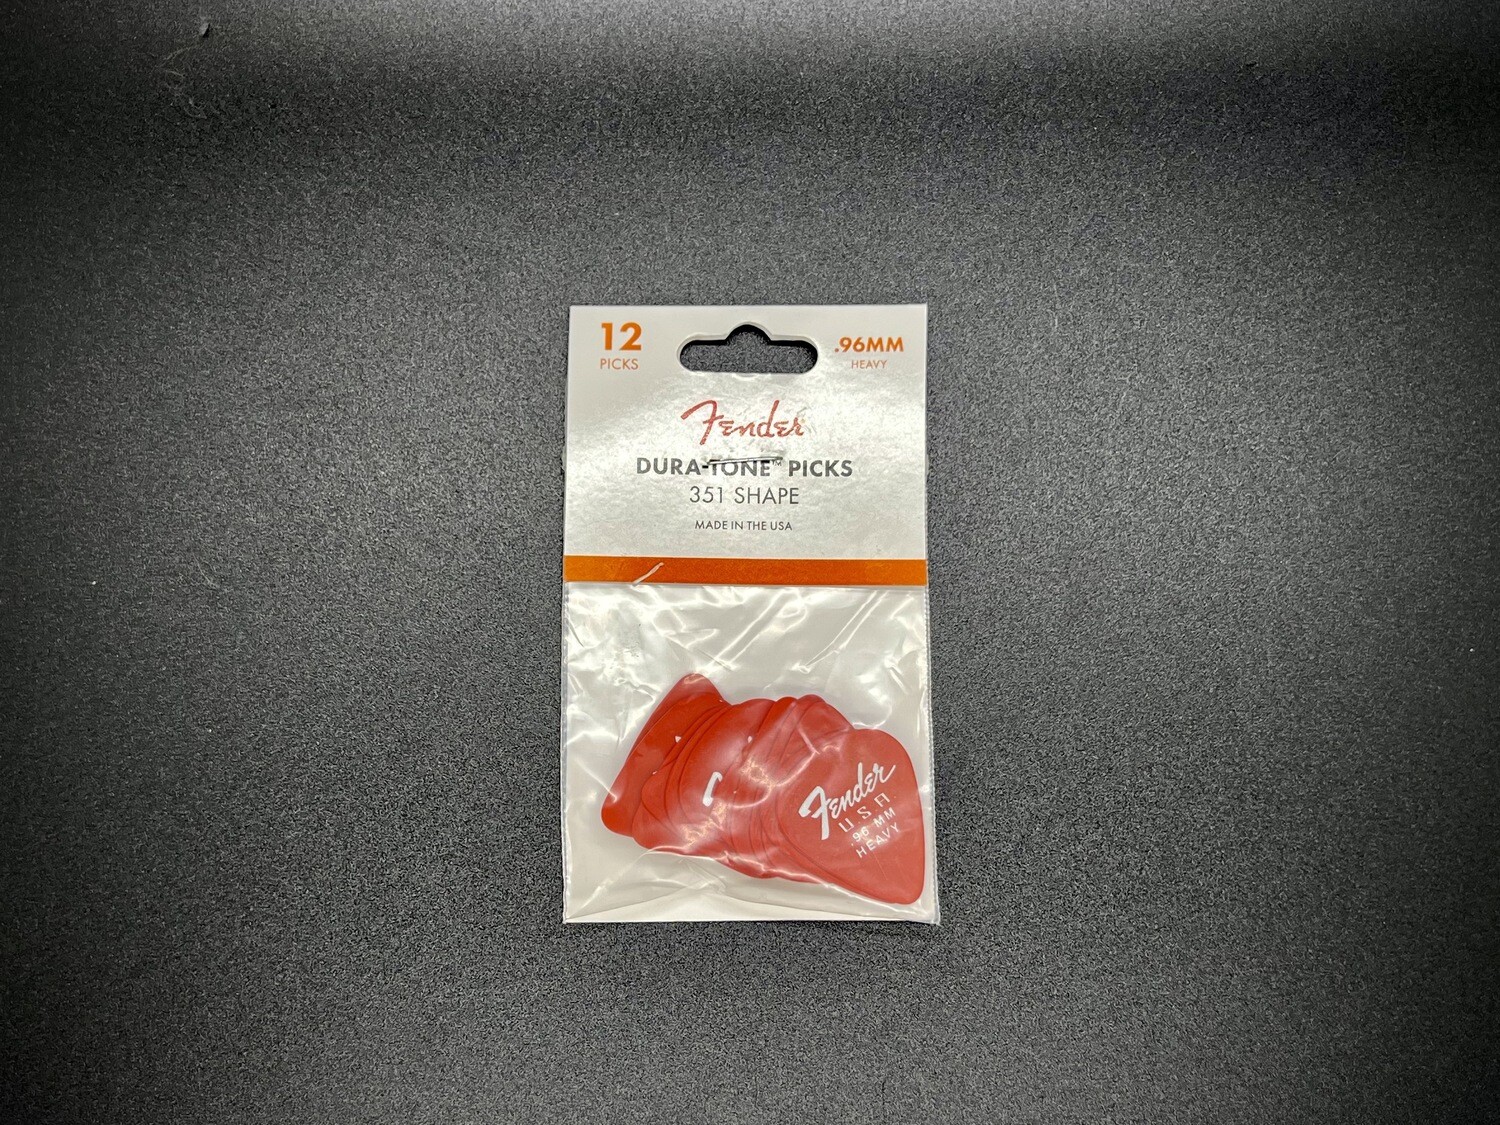 12
PICKS
.96MM
HEAVY
Fender
DURA-TONE™ PICKS
351 SHAPE
MADE IN THE USA
Fender
U.S.A
.96 MM
HEAVY